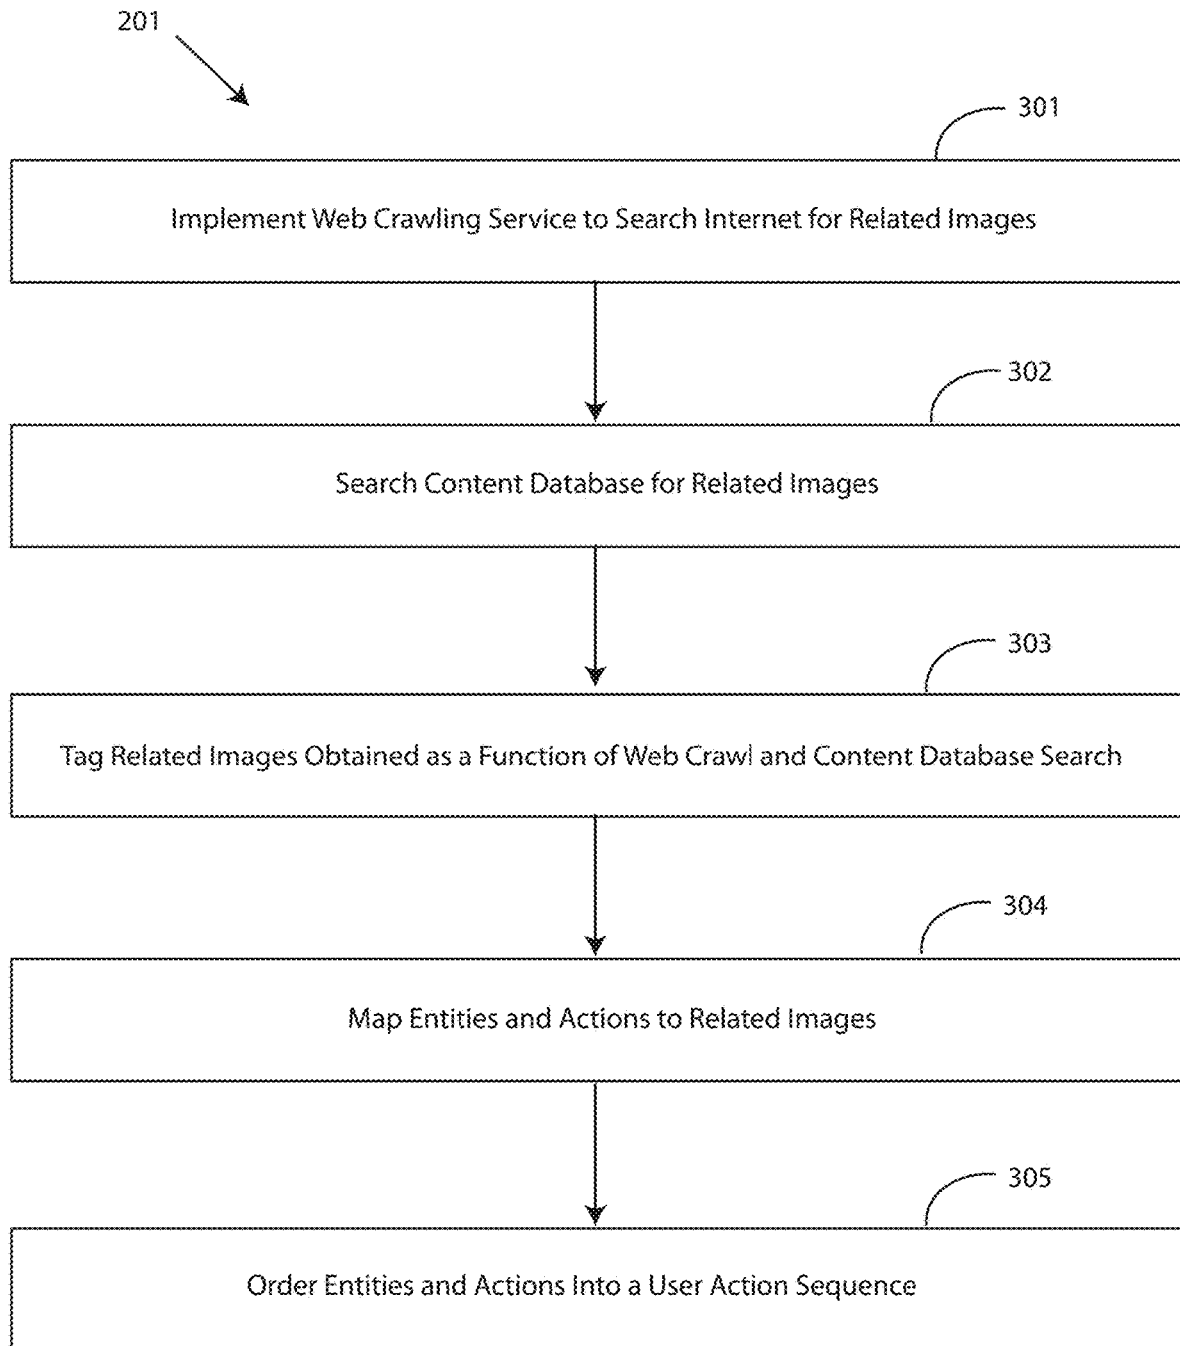 201
301
Implement Web Crawling Service to Search Internet for Related Images
302
Search Content Database for Related Images
303
Tag Related Images Obtained as a Function of Web Crawl and Content Database Search
304
Map Entities and Actions to Related Images
305
Order Entities and Actions Into a User Action Sequence